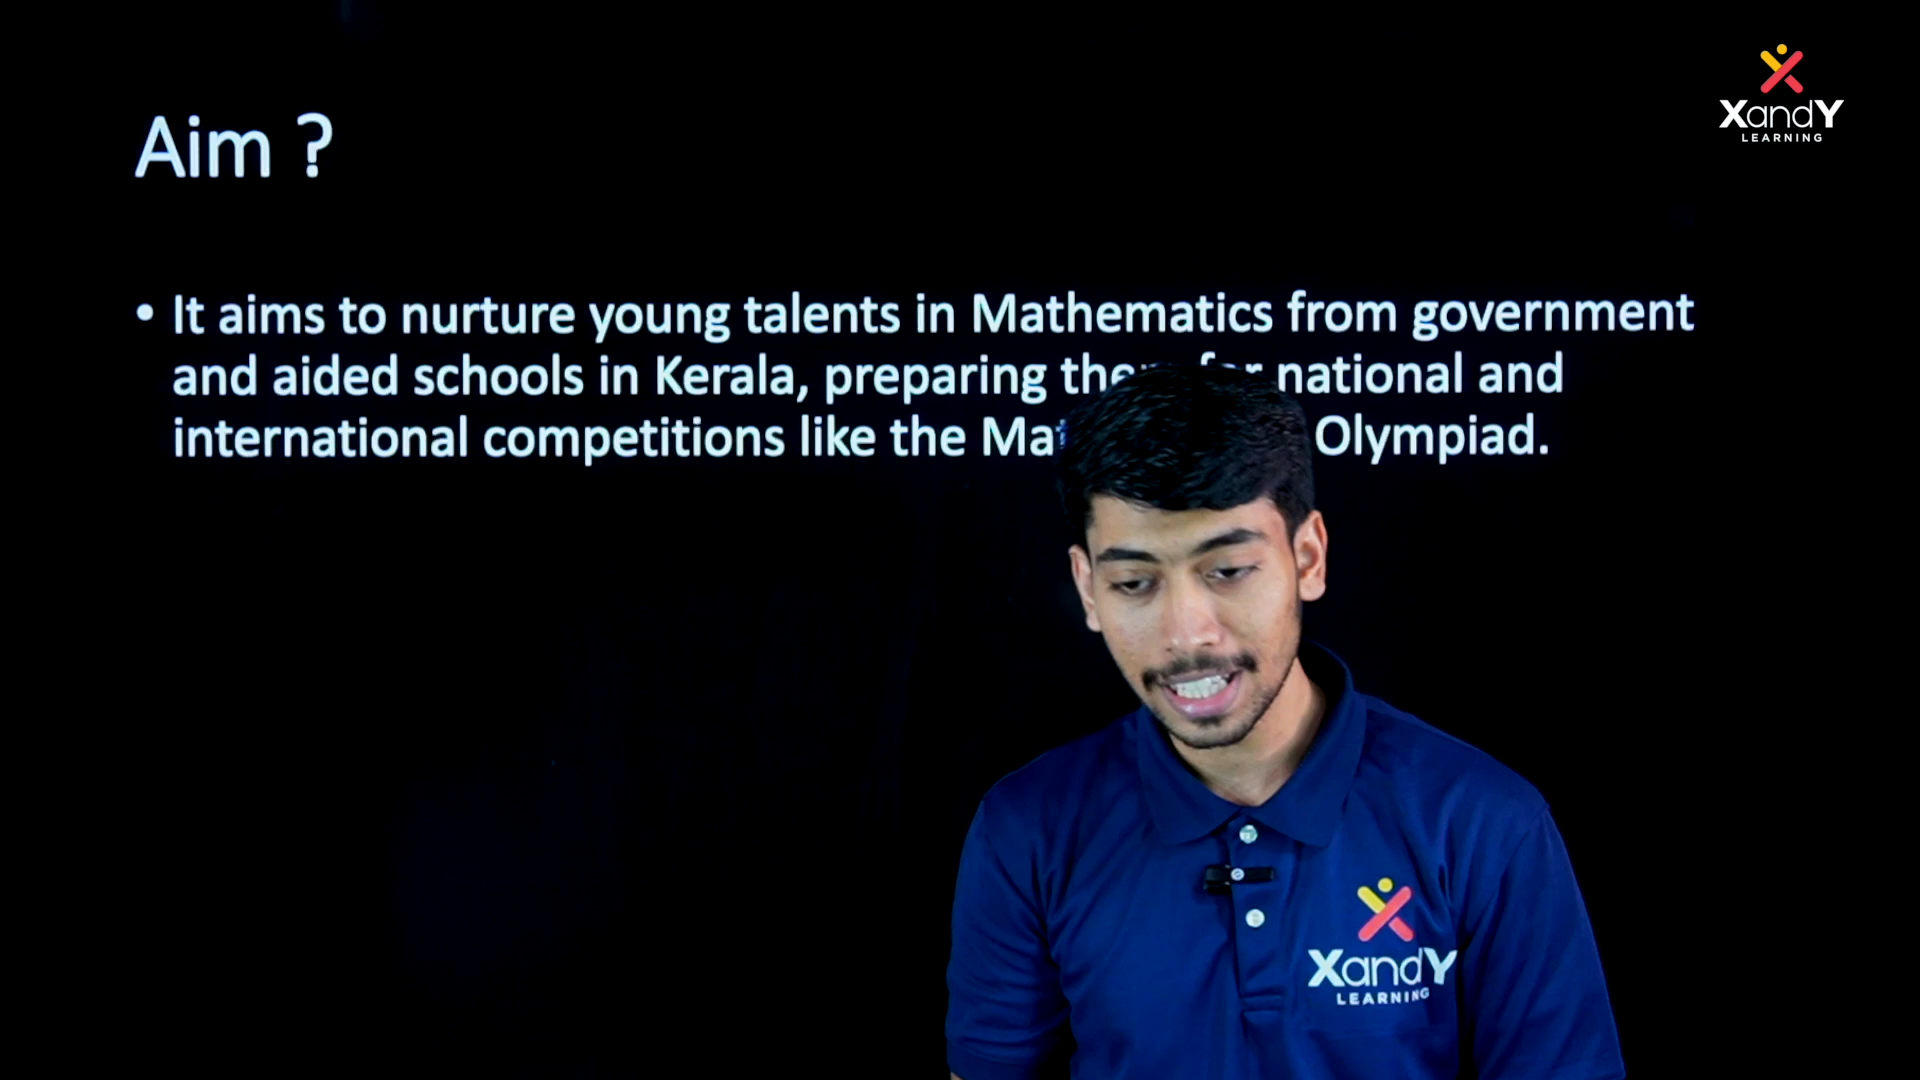 XandY
LEARNING
Aim ?
• It aims to nurture young talents in Mathematics from government
and aided schools in Kerala, preparing national and
international competitions like the Olympiad.
XandY
LEARNING